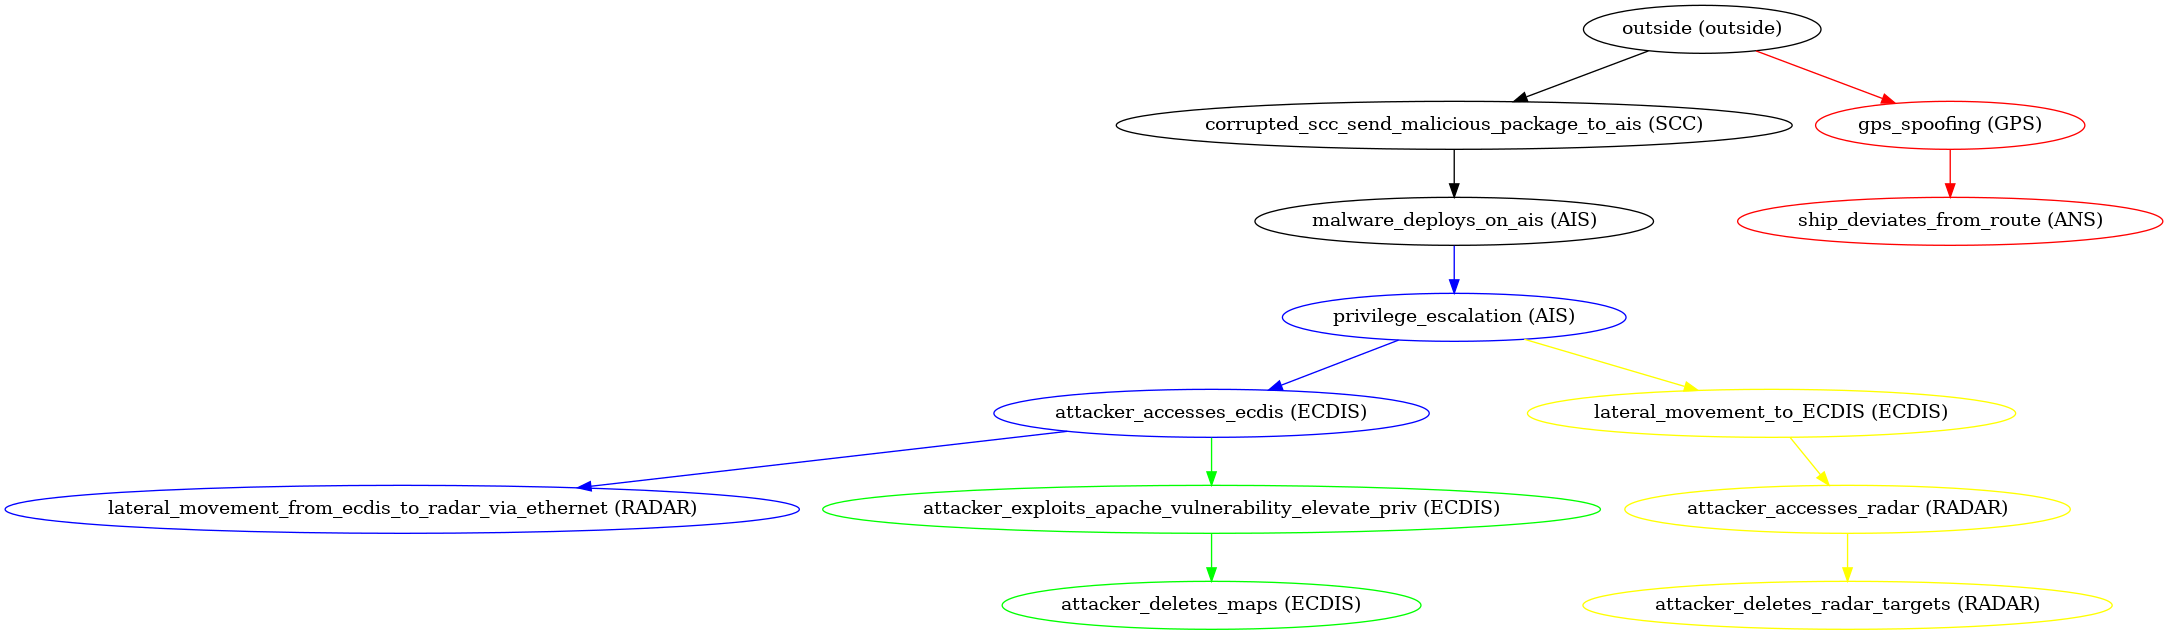 outside (outside)
corrupted_scc_send_malicious_package_to_ais (SCC)
gps_spoofing (GPS)
malware_deploys_on_ais (AIS)
ship_deviates_from_route (ANS)
privilege_escalation (AIS)
attacker_accesses_ecdis (ECDIS)
lateral_movement_to_ECDIS (ECDIS)
lateral_movement_from_ecdis_to_radar_via_ethernet (RADAR)
attacker_exploits_apache_vulnerability_elevate_priv (ECDIS)
attacker_accesses_radar (RADAR)
attacker_deletes_maps (ECDIS)
attacker_deletes_radar_targets (RADAR)